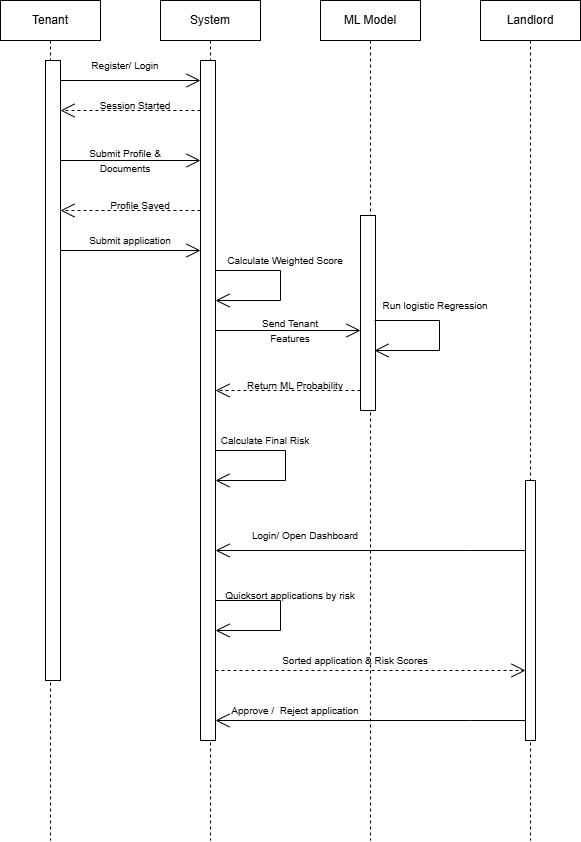 Tenant
System
ML Model
Landlord
Register/ Login
Session Started
Submit Profile &
Documents
Profile Saved
Submit application
Calculate Weighted Score
Run logistic Regression
Send Tenant
Features
Return ML Probability
Calculate Final Risk
Login/ Open Dashboard
Quicksort applications by risk
Sorted application & Risk Scores
Approve / Reject application